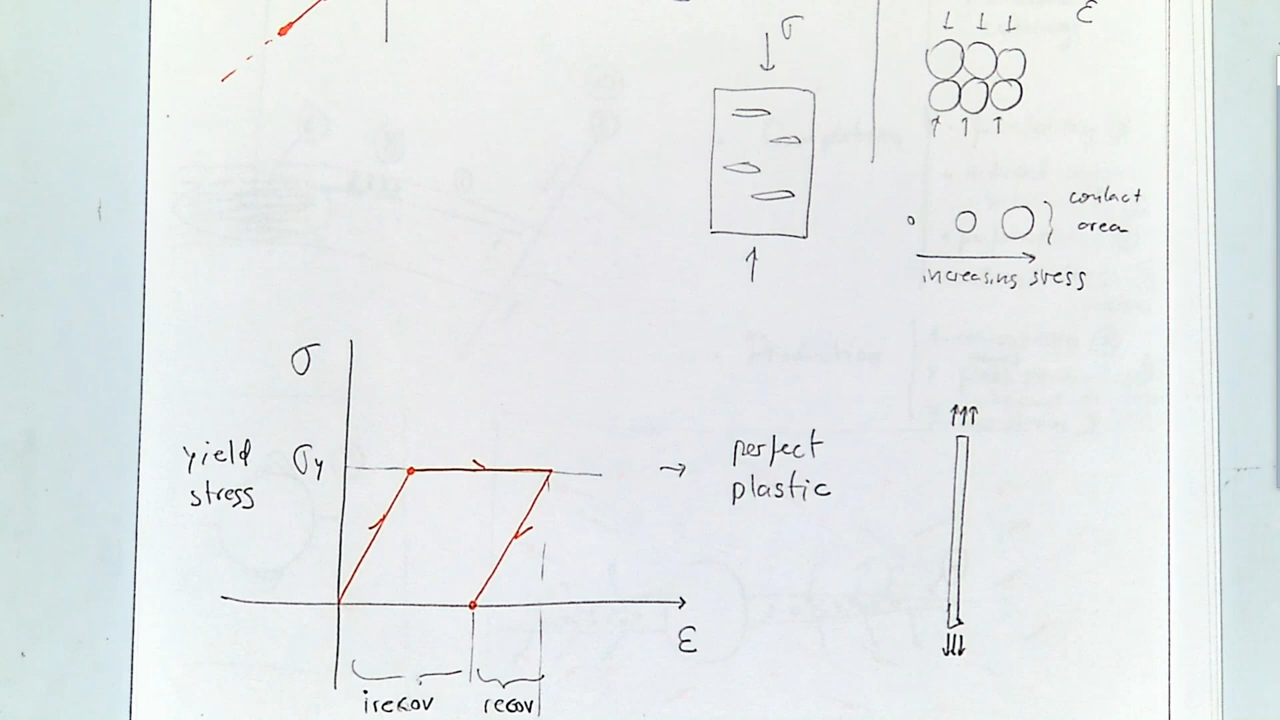 σ
ε
contact
area
increasing stress
σ
yield
stress
σy
→ perfect
plastic
ε
irecov
recov